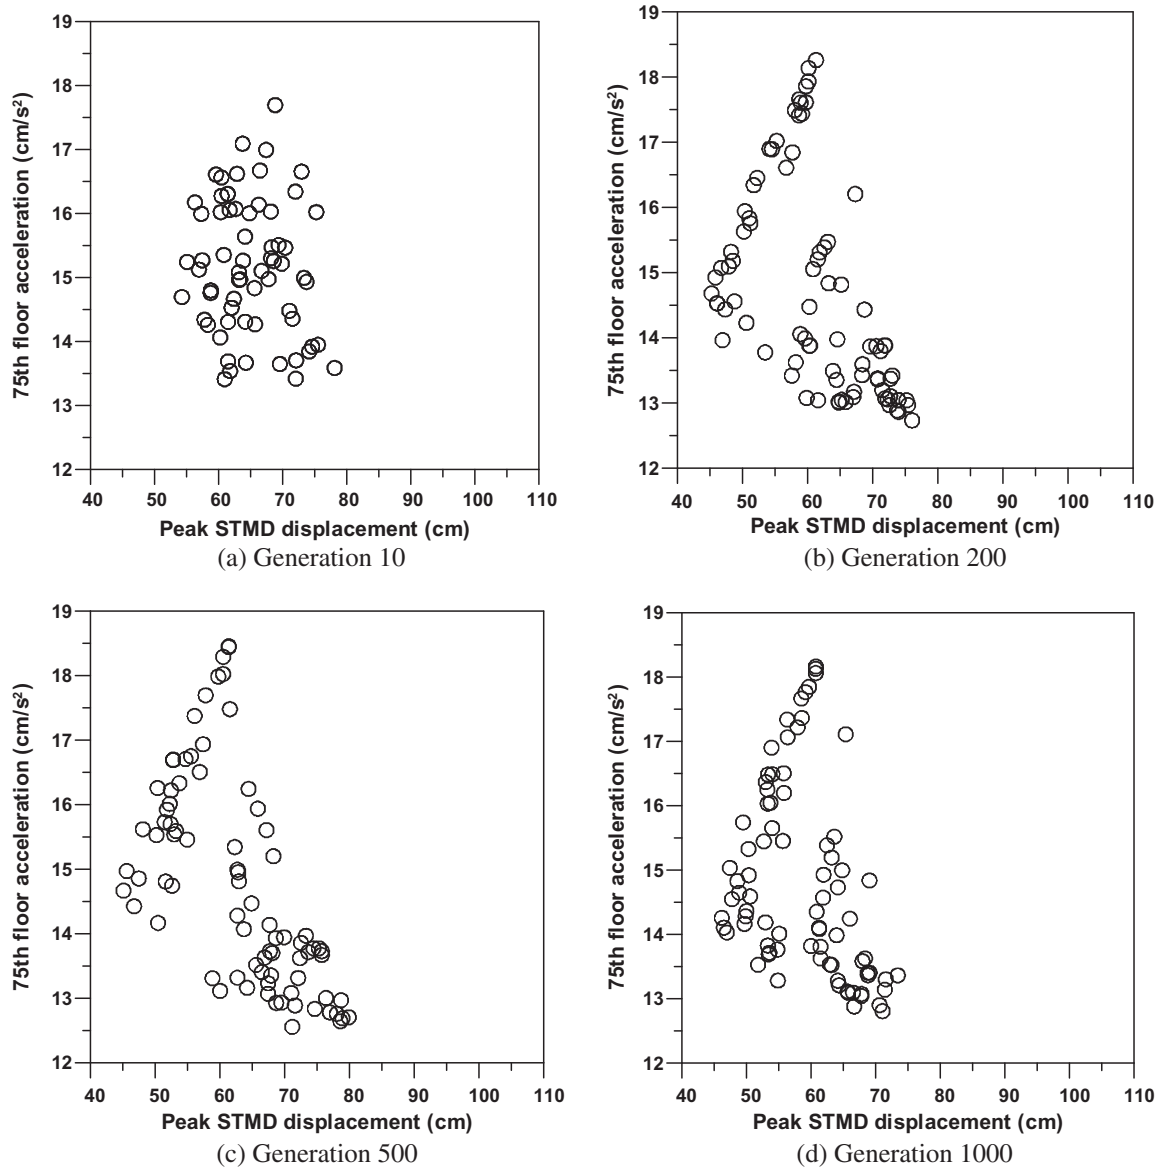 19
18
17
16
15
14
13
12
75th floor acceleration (cm/s²)
40 50 60 70 80 90 100 110
Peak STMD displacement (cm)
(a) Generation 10
19
18
17
16
15
14
13
12
75th floor acceleration (cm/s²)
40 50 60 70 80 90 100 110
Peak STMD displacement (cm)
(b) Generation 200
19
18
17
16
15
14
13
12
75th floor acceleration (cm/s²)
40 50 60 70 80 90 100 110
Peak STMD displacement (cm)
(c) Generation 500
19
18
17
16
15
14
13
12
75th floor acceleration (cm/s²)
40 50 60 70 80 90 100 110
Peak STMD displacement (cm)
(d) Generation 1000